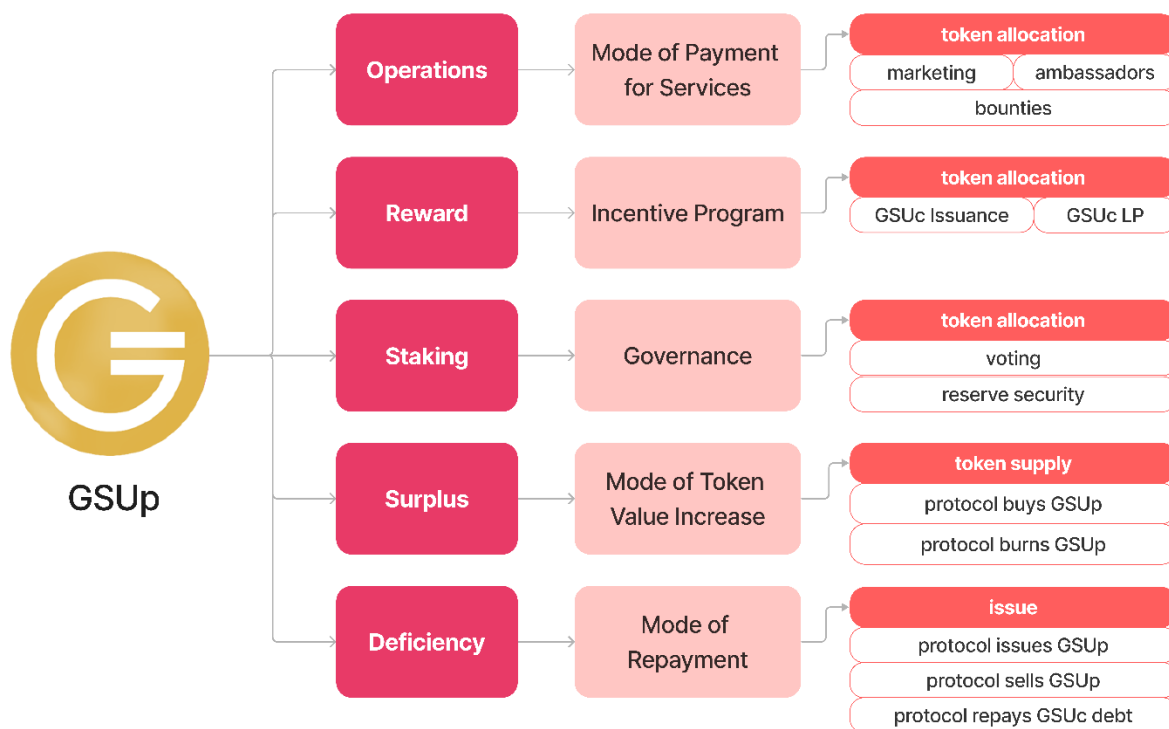 GSUp
Operations
Mode of Payment
for Services
token allocation
marketing
ambassadors
bounties
Reward
Incentive Program
token allocation
GSUc Issuance
GSUc LP
Staking
Governance
token allocation
voting
reserve security
Surplus
Mode of Token
Value Increase
token supply
protocol buys GSUp
protocol burns GSUp
Deficiency
Mode of
Repayment
issue
protocol issues GSUp
protocol sells GSUp
protocol repays GSUc debt